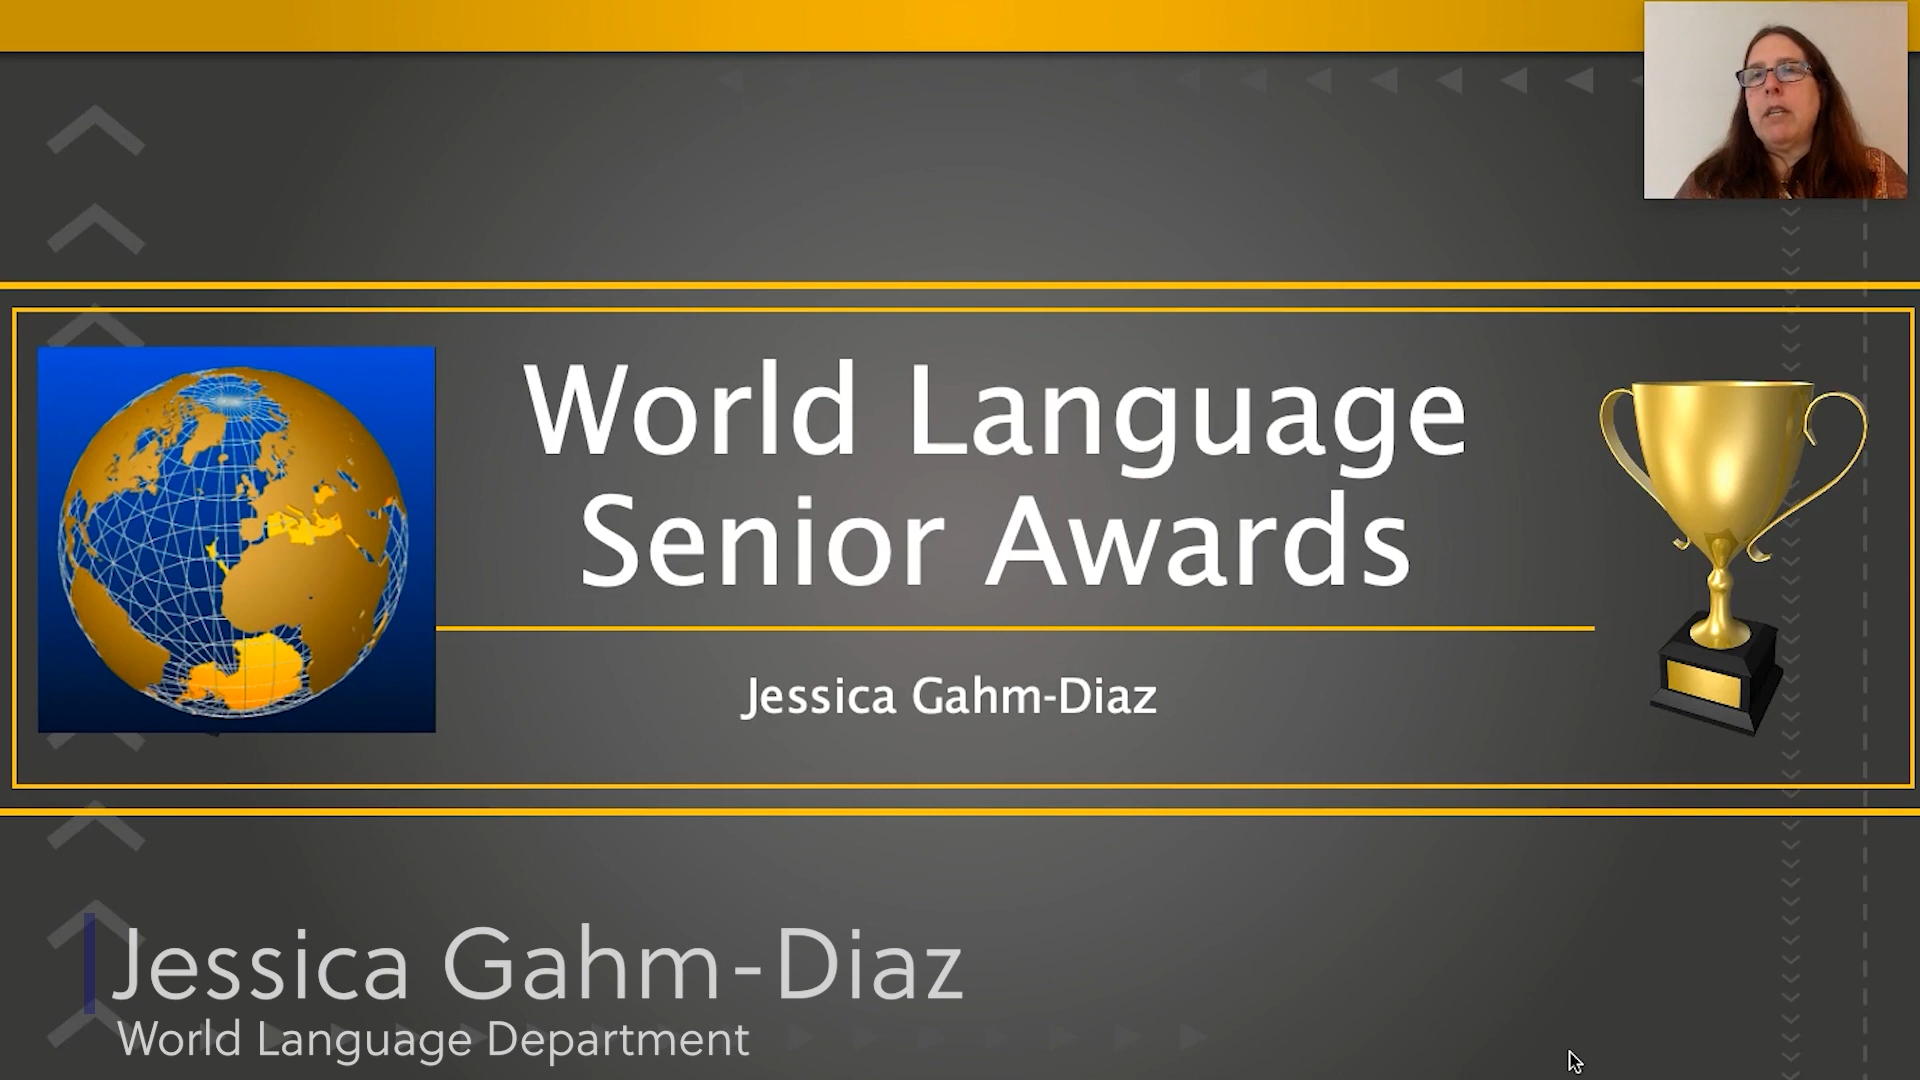 World Language
Senior Awards
Jessica Gahm-Diaz
Jessica Gahm-Diaz
World Language Department